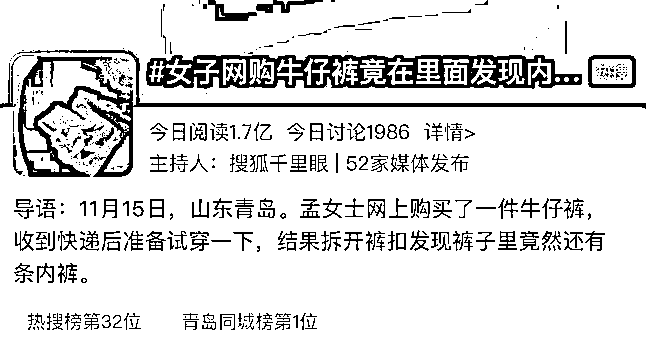 #女子网购牛仔裤竟在里面发现内...
今日阅读1.7亿 今日讨论1986 详情>
主持人：搜狐千里眼 | 52家媒体发布
导语：11月15日，山东青岛。孟女士网上购买了一件牛仔裤，
收到快递后准备试穿一下，结果拆开裤扣发现裤子里竟然还有
条内裤。
热搜榜第32位 青岛同城榜第1位